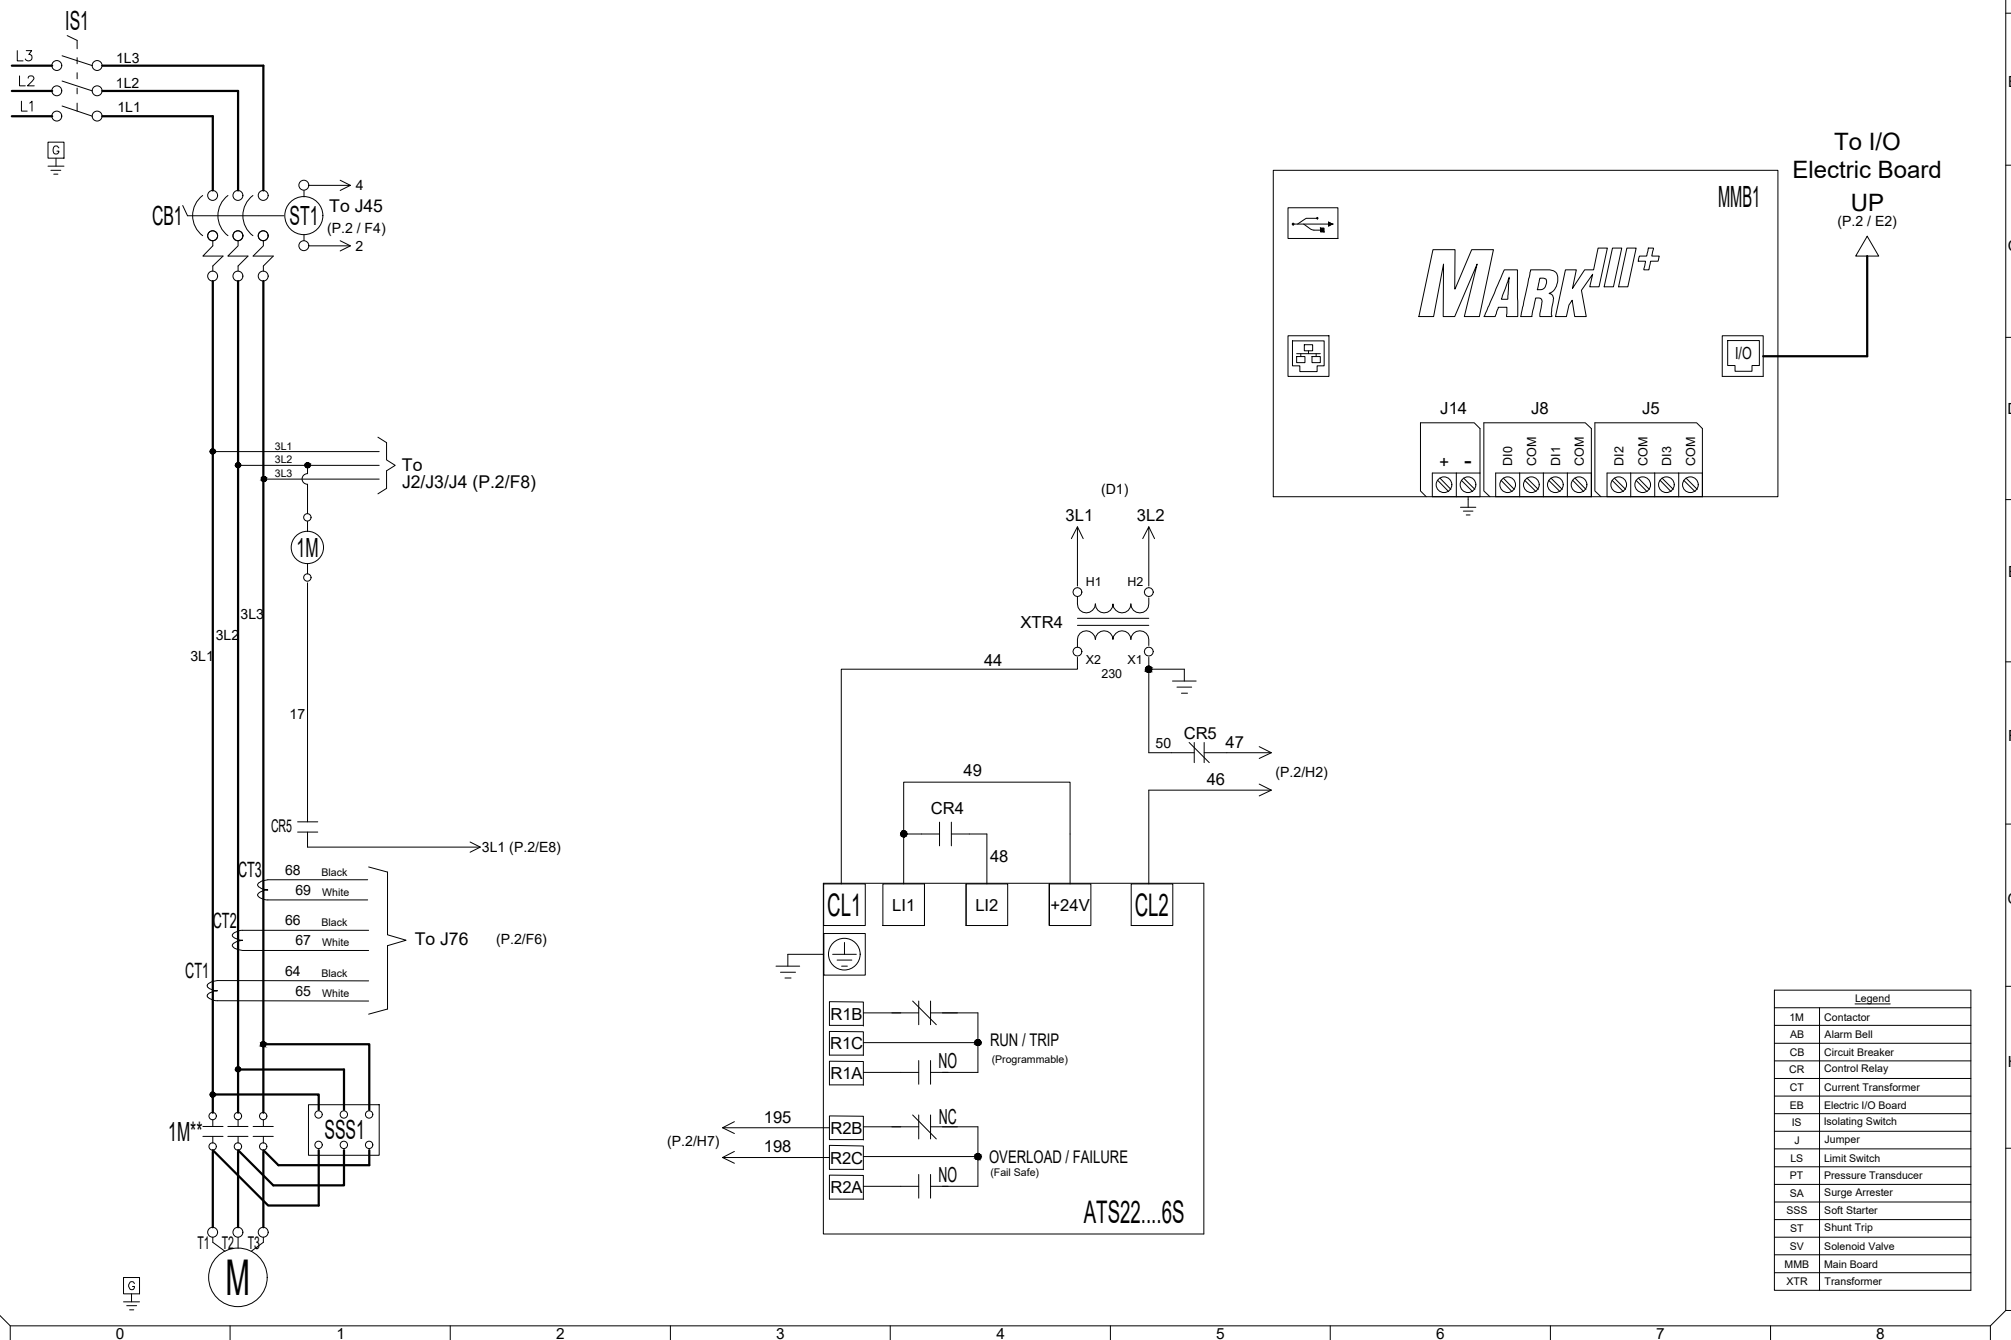 IS1
L3
1L3
L2
1L2
L1
1L1
G
CB1
ST1
4
To J45
(P.2 / F4)
2
3L1
3L2
3L3
To
J2/J3/J4 (P.2/F8)
1M
3L3
3L2
3L1
17
CR5
3L1 (P.2/E8)
CT3
68 Black
69 White
CT2
66 Black
67 White
To J76 (P.2/F6)
CT1
64 Black
65 White
1M**
SSS1
T1 T2 T3
M
G
(D1)
3L1 3L2
H1 H2
XTR4
X2 X1
230
44
50 CR5 47
(P.2/H2)
46
49
CR4
48
CL1 LI1 LI2 +24V CL2
R1B
R1C
RUN / TRIP
(Programmable)
R1A
NO
195
R2B
NC
(P.2/H7)
198
R2C
OVERLOAD / FAILURE
(Fail Safe)
R2A
NO
ATS22....6S
MMB1
MARKIII+
I/O
J14 J8 J5
+ - DI0 COM DI1 COM DI2 COM DI3 COM
To I/O
Electric Board
UP
(P.2 / E2)
Legend
1M Contactor
AB Alarm Bell
CB Circuit Breaker
CR Control Relay
CT Current Transformer
EB Electric I/O Board
IS Isolating Switch
J Jumper
LS Limit Switch
PT Pressure Transducer
SA Surge Arrester
SSS Soft Starter
ST Shunt Trip
SV Solenoid Valve
MMB Main Board
XTR Transformer
0 1 2 3 4 5 6 7 8